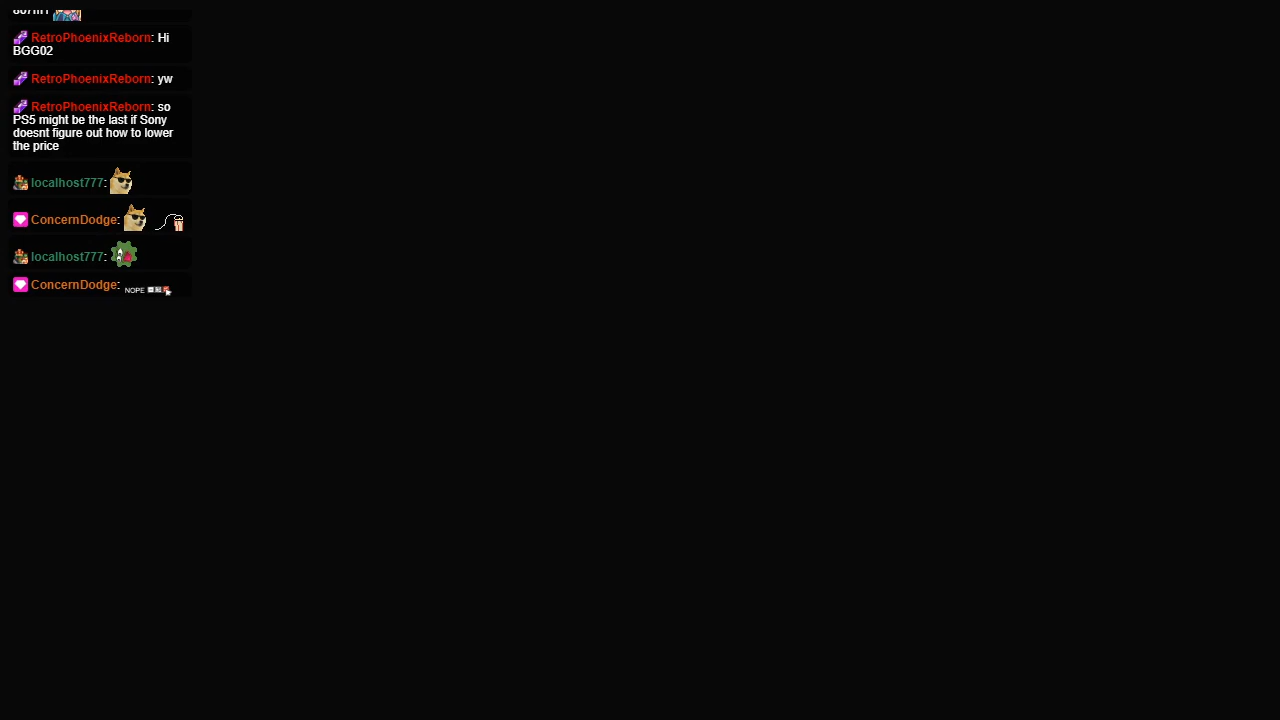 RetroPhoenixReborn: Hi
BGG02
RetroPhoenixReborn: yw
RetroPhoenixReborn: so
PS5 might be the last if Sony
doesnt figure out how to lower
the price
localhost777:
ConcernDodge:
localhost777:
ConcernDodge: NOPE